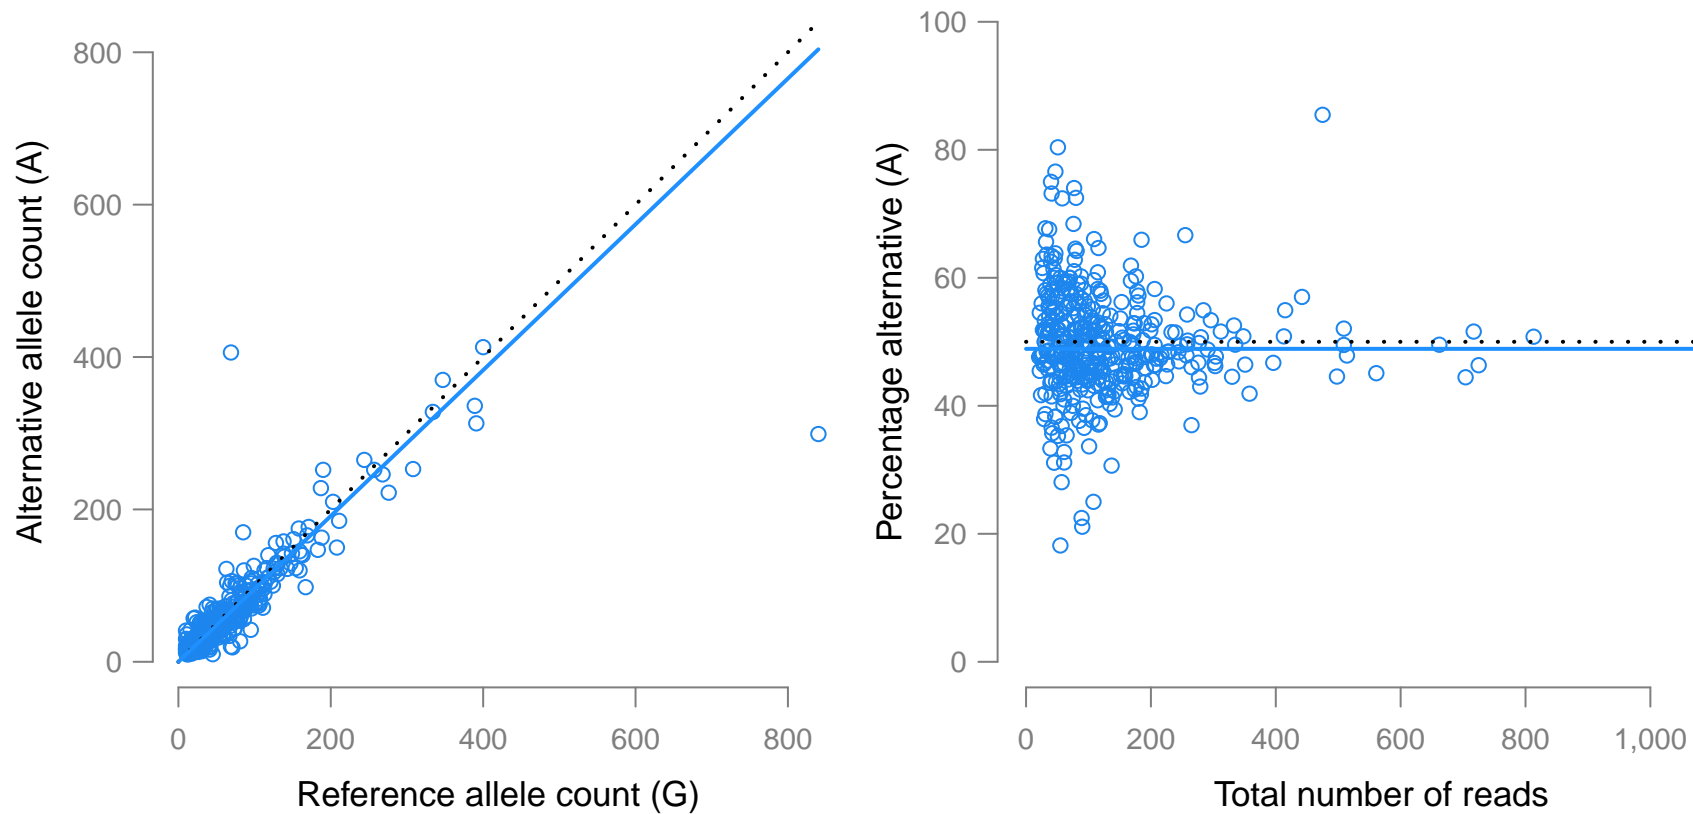 Alternative allele count (A)
800
600
400
200
0
0 200 400 600 800
Reference allele count (G)
Percentage alternative (A)
100
80
60
40
20
0
0 200 400 600 800 1,000
Total number of reads